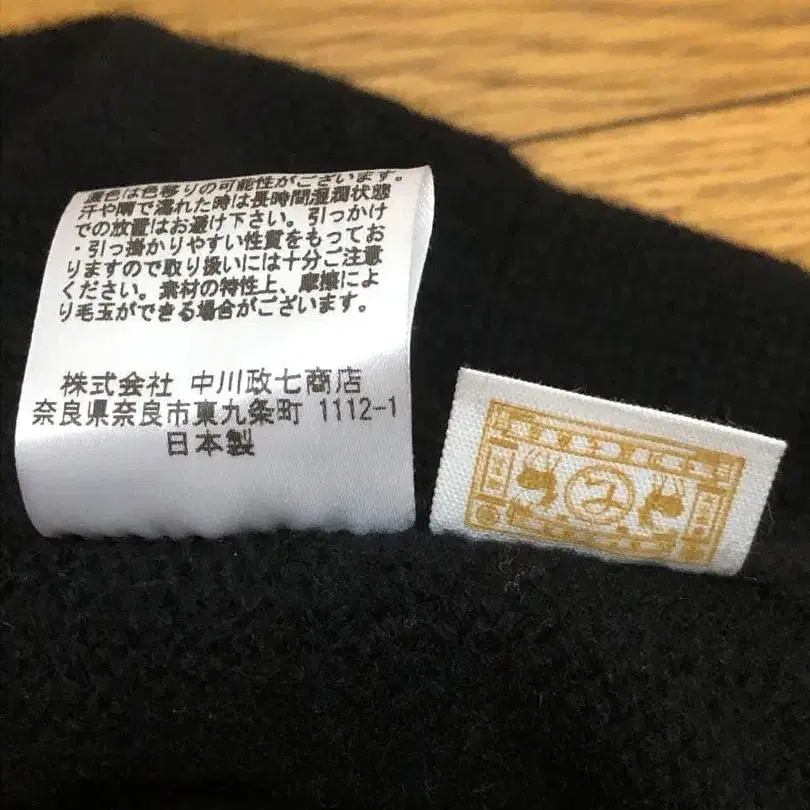 濃色は色移りの可能性がございます。
汗や雨で濡れた時は長時間湿潤状態
での放置はお避け下さい。引っかけ
・引っ掛かりやすい性質をもってお
りますので取り扱いには十分ご注意
ください。素材の特性上、摩擦によ
り毛玉ができる場合がございます。
株式会社 中川政七商店
奈良県奈良市東九条町 1112-1
日本製